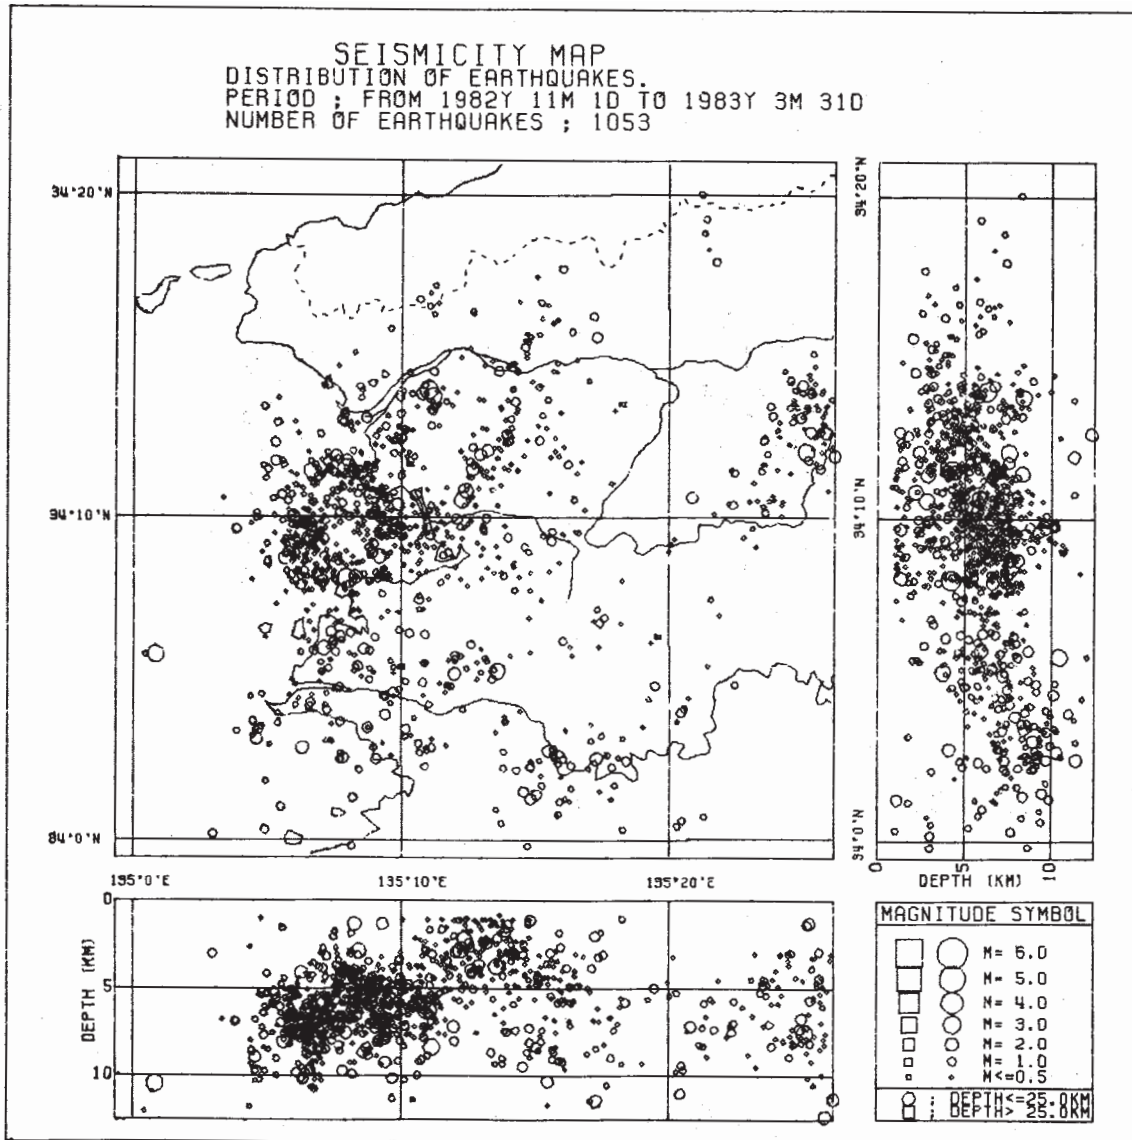 SEISMICITY MAP
DISTRIBUTION OF EARTHQUAKES.
PERIOD ; FROM 1982Y 11M 1D TO 1983Y 3M 31D
NUMBER OF EARTHQUAKES ; 1053
34°20'N
34°10'N
34°0'N
135°0'E
135°10'E
135°20'E
34°20'N
34°10'N
34°0'N
0
5
10
DEPTH (KM)
0
5
10
DEPTH (KM)
MAGNITUDE SYMBOL
M= 6.0
M= 5.0
M= 4.0
M= 3.0
M= 2.0
M= 1.0
M<=0.5
; DEPTH<=25.0KM
; DEPTH> 25.0KM